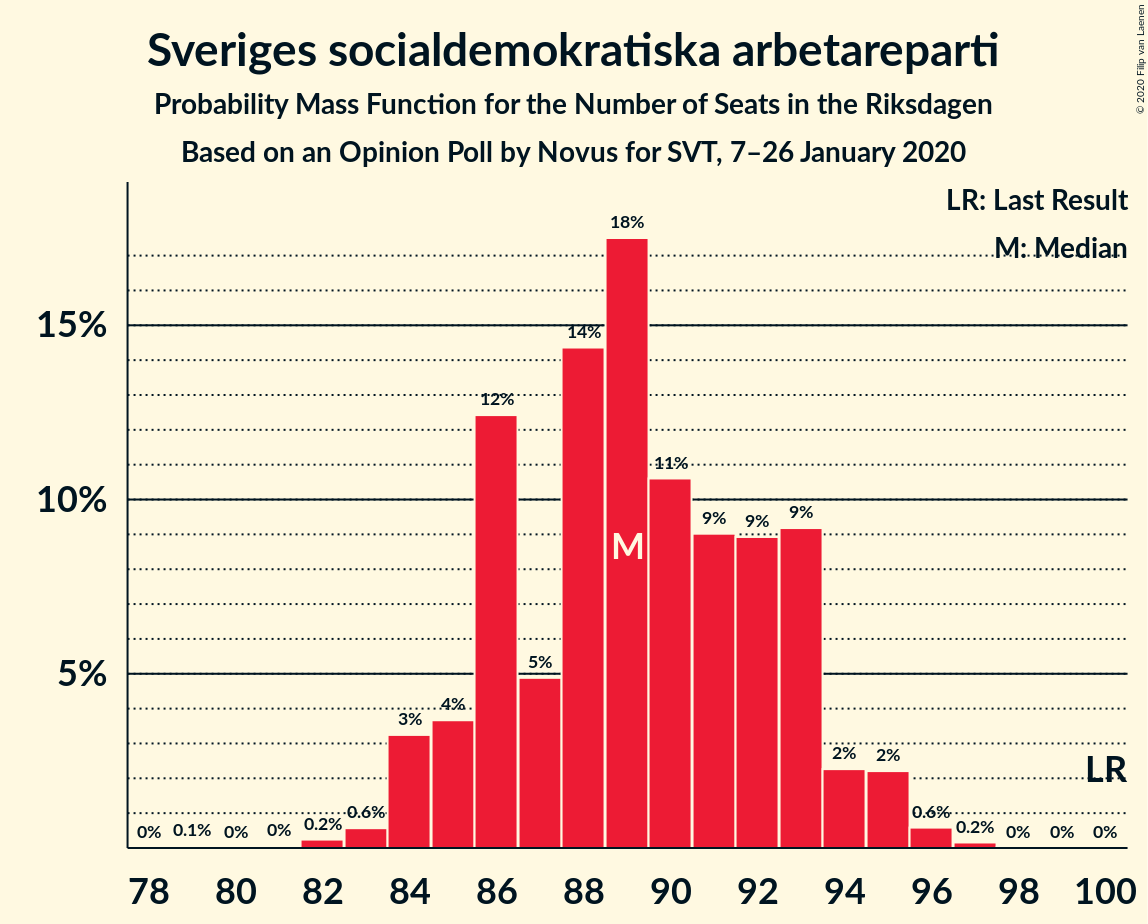 Sveriges socialdemokratiska arbetareparti
Probability Mass Function for the Number of Seats in the Riksdagen
Based on an Opinion Poll by Novus for SVT, 7–26 January 2020
© 2020 Filip van Laenen
LR: Last Result
M: Median
15%
10%
5%
0%
0.1%
0%
0%
0.2%
0.6%
3%
4%
12%
5%
14%
18%
11%
9%
9%
9%
2%
2%
0.6%
0.2%
0%
0%
0%
M
LR
78 80 82 84 86 88 90 92 94 96 98 100